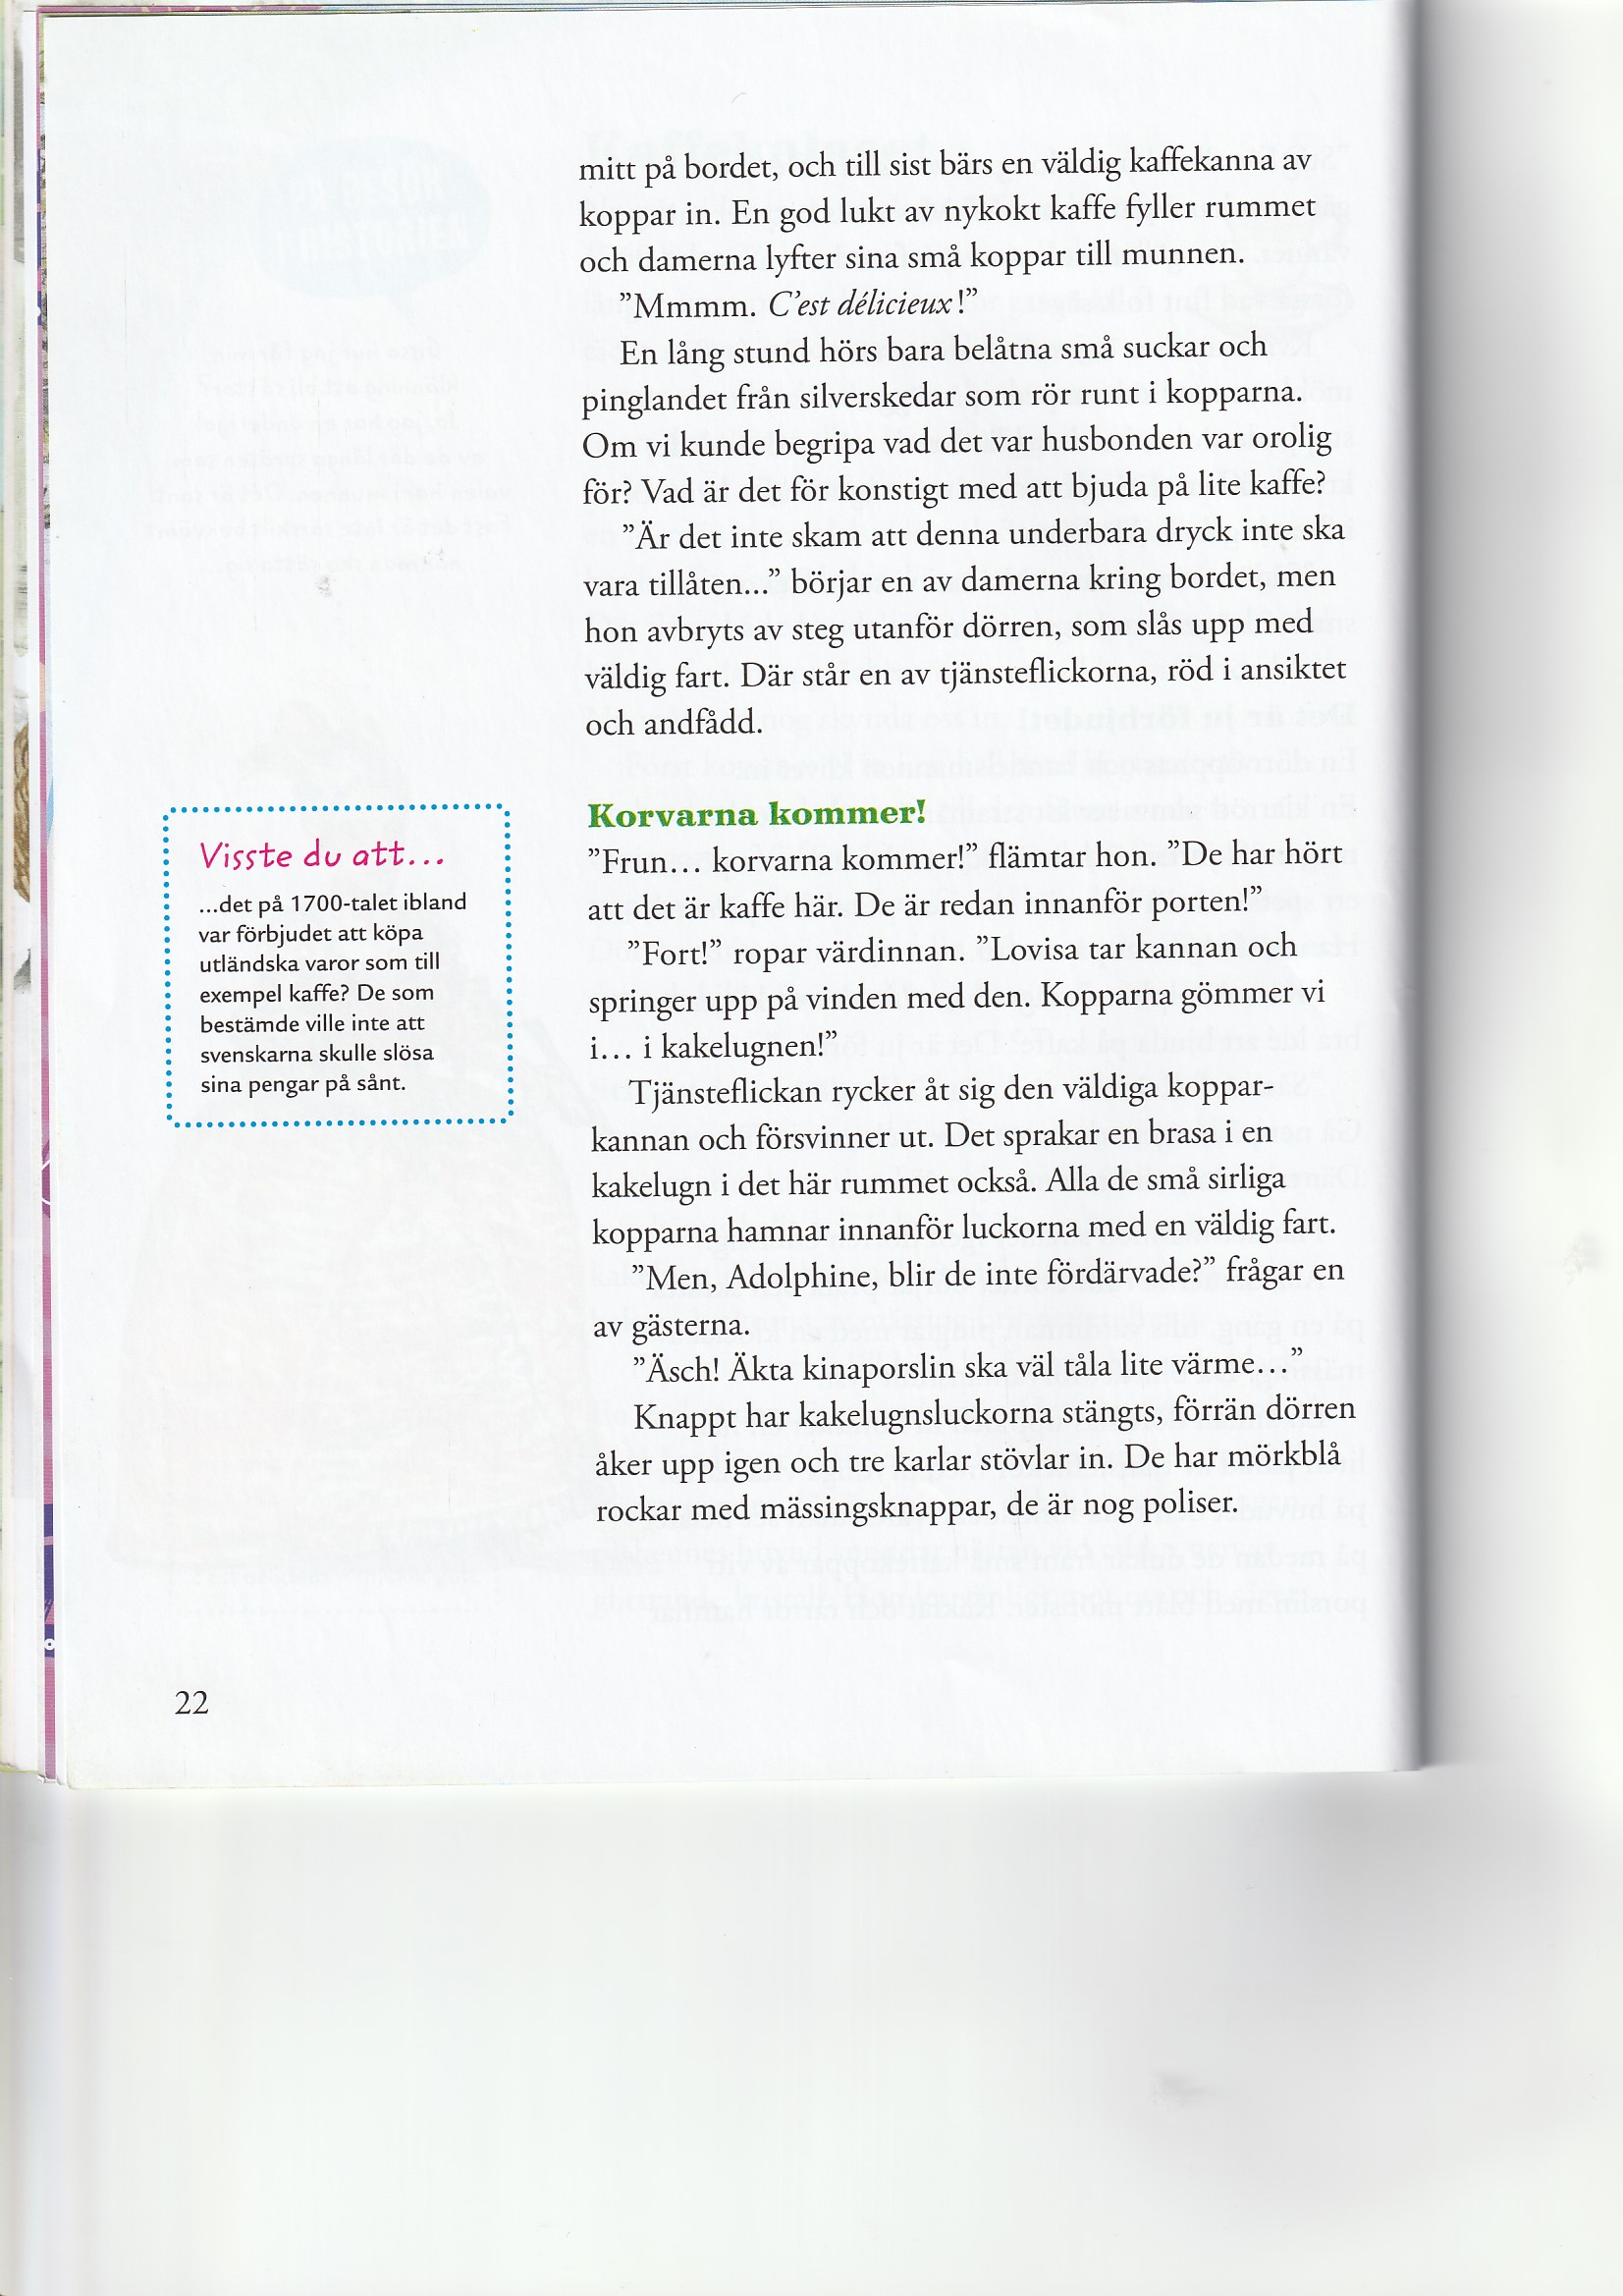 mitt på bordet, och till sist bärs en väldig kaffekanna av
koppar in. En god lukt av nykokt kaffe fyller rummet
och damerna lyfter sina små koppar till munnen.
”Mmmm. C’est délicieux!”
En lång stund hörs bara belåtna små suckar och
pinglandet från silverskedar som rör runt i kopparna.
Om vi kunde begripa vad det var husbonden var orolig
för? Vad är det för konstigt med att bjuda på lite kaffe?
”Är det inte skam att denna underbara dryck inte ska
vara tillåten...” börjar en av damerna kring bordet, men
hon avbryts av steg utanför dörren, som slås upp med
väldig fart. Där står en av tjänsteflickorna, röd i ansiktet
och andfådd.
Korvarna kommer!
”Frun… korvarna kommer!” flämtar hon. ”De har hört
att det är kaffe här. De är redan innanför porten!”
”Fort!” ropar värdinnan. ”Lovisa tar kannan och
springer upp på vinden med den. Kopparna gömmer vi
i… i kakelugnen!”
Tjänsteflickan rycker åt sig den väldiga koppar-
kannan och försvinner ut. Det sprakar en brasa i en
kakelugn i det här rummet också. Alla de små sirliga
kopparna hamnar innanför luckorna med en väldig fart.
”Men, Adolphine, blir de inte fördärvade?” frågar en
av gästerna.
”Äsch! Äkta kinaporslin ska väl tåla lite värme…”
Knappt har kakelugnsluckorna stängts, förrän dörren
åker upp igen och tre karlar stövlar in. De har mörkblå
rockar med mässingsknappar, de är nog poliser.
Visste du att...
...det på 1700-talet ibland
var förbjudet att köpa
utländska varor som till
exempel kaffe? De som
bestämde ville inte att
svenskarna skulle slösa
sina pengar på sånt.
22